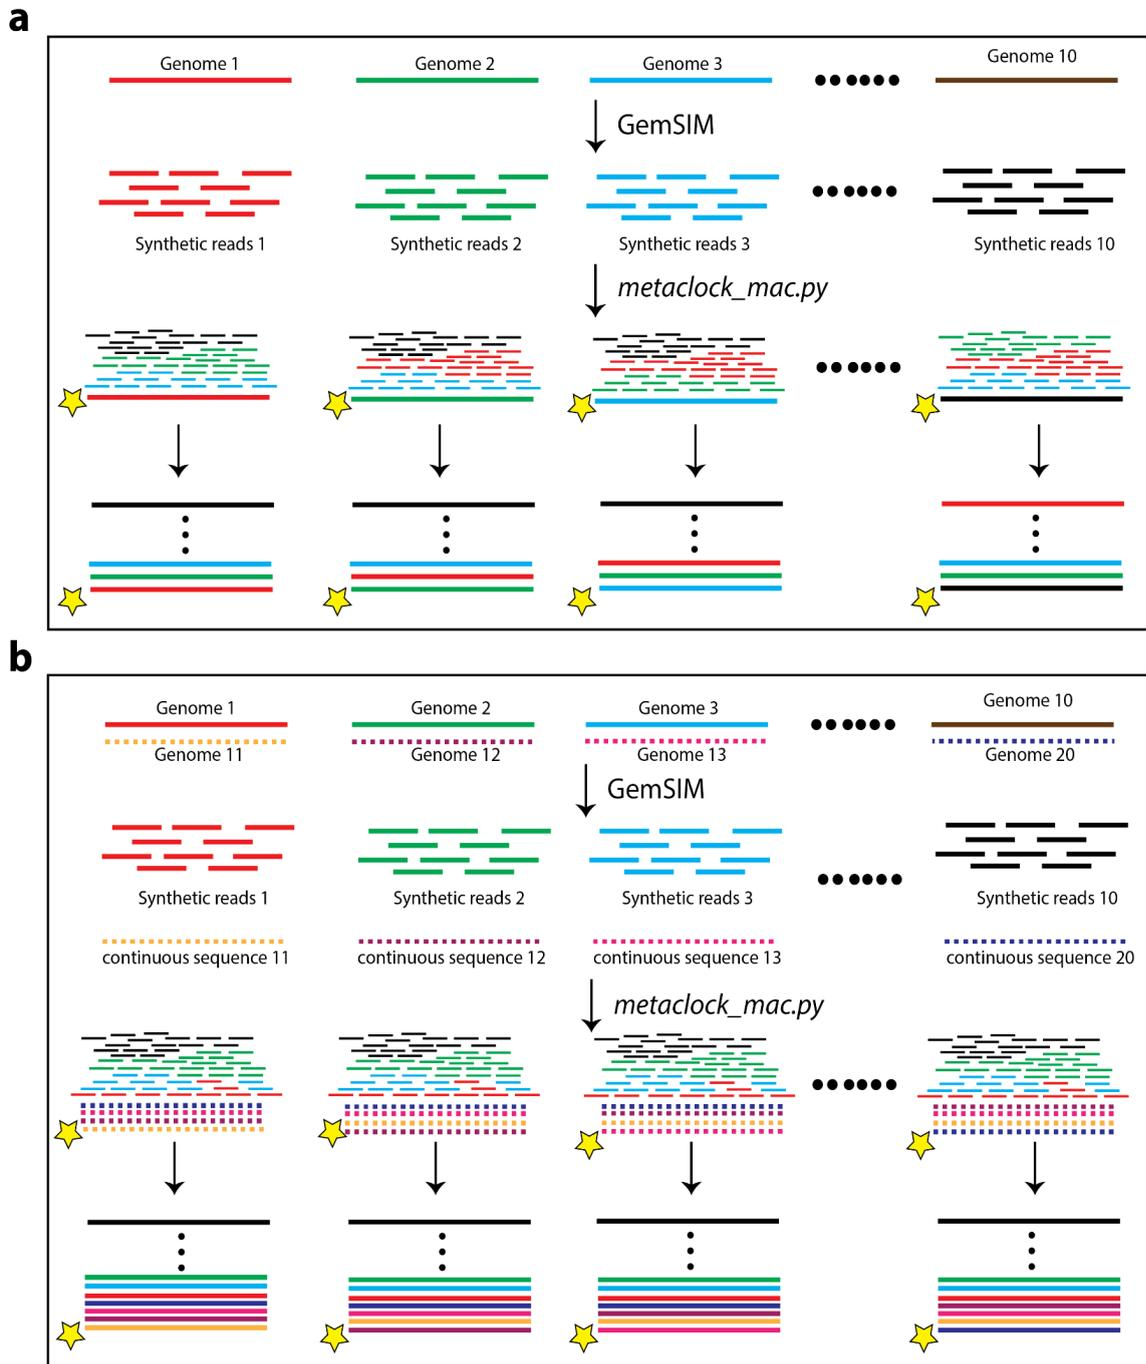 a
Genome 1 Genome 2 Genome 3 Genome 10
GemSIM
Synthetic reads 1 Synthetic reads 2 Synthetic reads 3 Synthetic reads 10
metaclock_mac.py
b
Genome 1 Genome 2 Genome 3 Genome 10
Genome 11 Genome 12 Genome 13 Genome 20
GemSIM
Synthetic reads 1 Synthetic reads 2 Synthetic reads 3 Synthetic reads 10
continuous sequence 11 continuous sequence 12 continuous sequence 13 continuous sequence 20
metaclock_mac.py